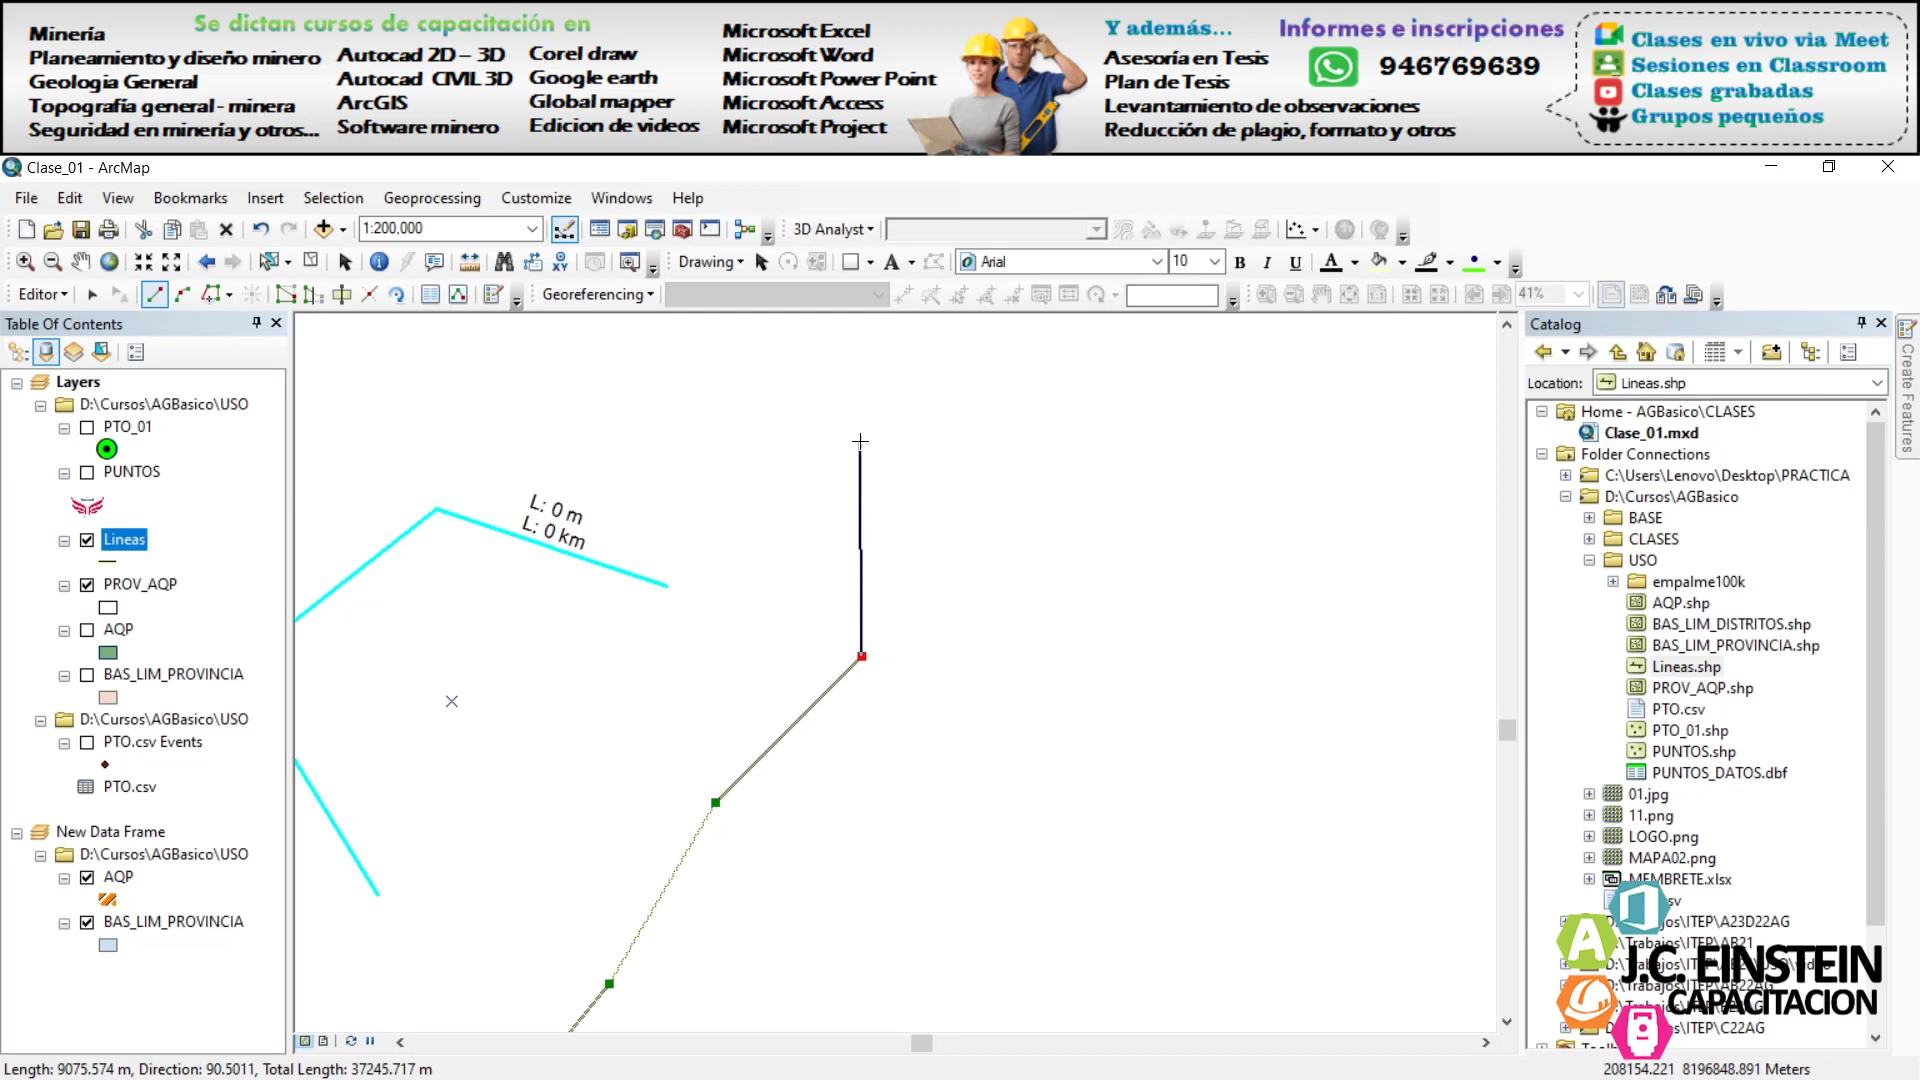 Se dictan cursos de capacitación en
Minería
Planeamiento y diseño minero
Geologia General
Topografía general - minera
Seguridad en minería y otros...
Autocad 2D – 3D
Autocad CIVIL 3D
ArcGIS
Software minero
Corel draw
Google earth
Global mapper
Edicion de videos
Microsoft Excel
Microsoft Word
Microsoft Power Point
Microsoft Access
Microsoft Project
Y además...
Asesoría en Tesis
Plan de Tesis
Levantamiento de observaciones
Reducción de plagio, formato y otros
Informes e inscripciones
946769639
Clases en vivo via Meet
Sesiones en Classroom
Clases grabadas
Grupos pequeños
Clase_01 - ArcMap
File Edit View Bookmarks Insert Selection Geoprocessing Customize Windows Help
1:200,000
3D Analyst
Drawing
Arial
10
B I U A
Editor
Georeferencing
41%
Table Of Contents
Layers
D:\Cursos\AGBasico\USO
PTO_01
PUNTOS
Lineas
PROV_AQP
AQP
BAS_LIM_PROVINCIA
D:\Cursos\AGBasico\USO
PTO.csv Events
PTO.csv
New Data Frame
D:\Cursos\AGBasico\USO
AQP
BAS_LIM_PROVINCIA
L: 0 m
L: 0 km
Catalog
Location: Lineas.shp
Home - AGBasico\CLASES
Clase_01.mxd
Folder Connections
C:\Users\Lenovo\Desktop\PRACTICA
D:\Cursos\AGBasico
BASE
CLASES
USO
empalme100k
AQP.shp
BAS_LIM_DISTRITOS.shp
BAS_LIM_PROVINCIA.shp
Lineas.shp
PROV_AQP.shp
PTO.csv
PTO_01.shp
PUNTOS.shp
PUNTOS_DATOS.dbf
01.jpg
11.png
LOGO.png
MAPA02.png
MEMBRETE.xlsx
Create Features
J.C. EINSTEIN
CAPACITACION
Length: 9075.574 m, Direction: 90.5011, Total Length: 37245.717 m
208154.221 8196848.891 Meters